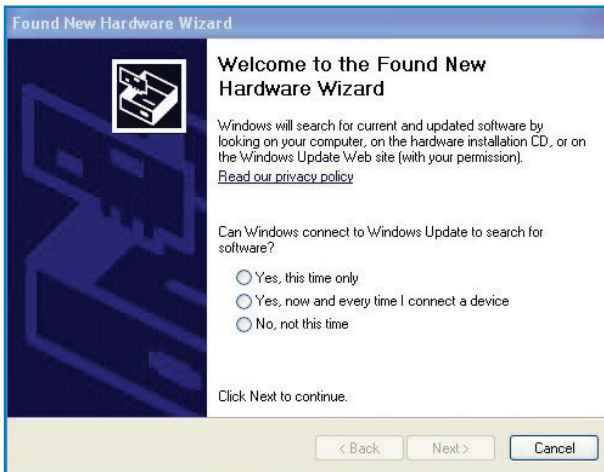 Found New Hardware Wizard
Welcome to the Found New
Hardware Wizard
Windows will search for current and updated software by
looking on your computer, on the hardware installation CD, or on
the Windows Update Web site (with your permission).
Read our privacy policy
Can Windows connect to Windows Update to search for
software?
Yes, this time only
Yes, now and every time I connect a device
No, not this time
Click Next to continue.
< Back
Next >
Cancel